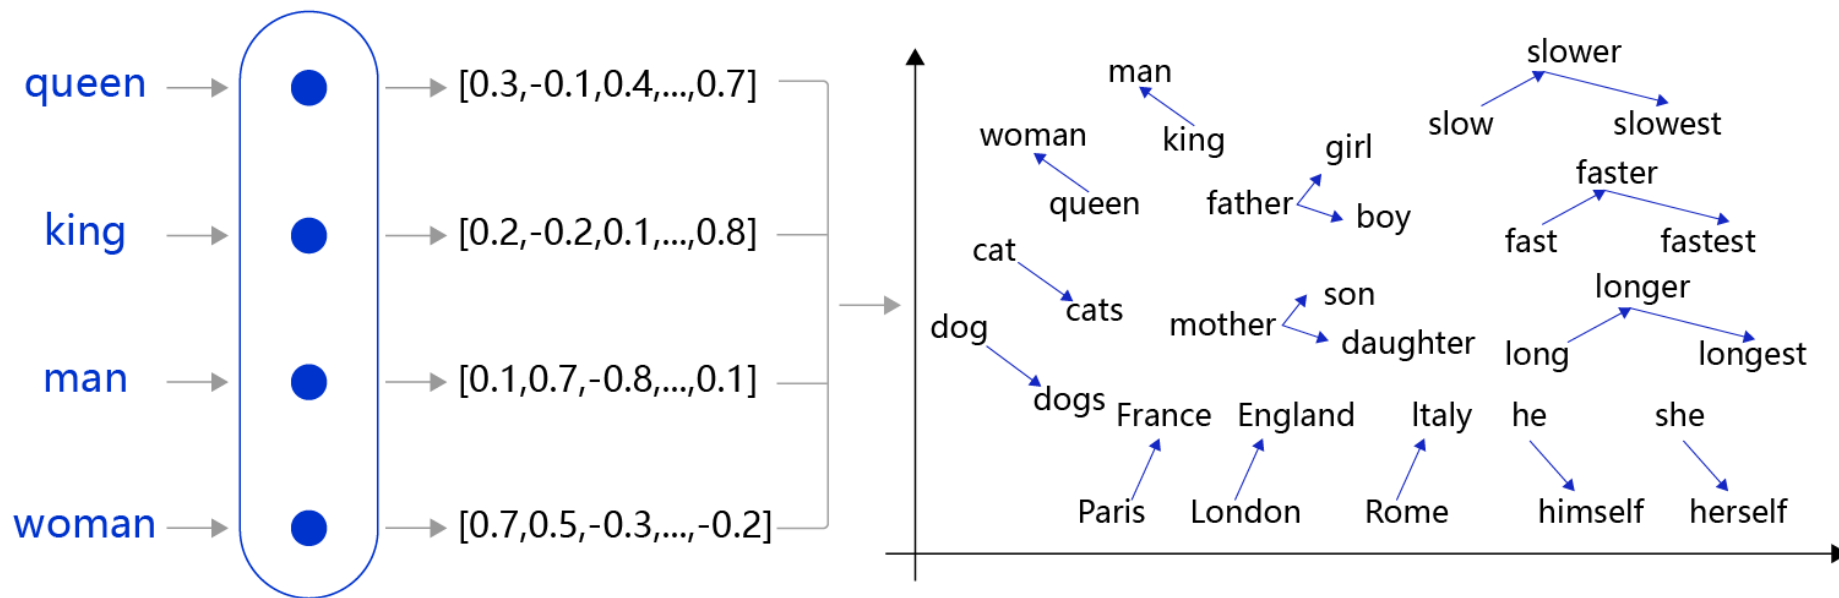 queen
[0.3,-0.1,0.4,...,0.7]
king
[0.2,-0.2,0.1,...,0.8]
man
[0.1,0.7,-0.8,...,0.1]
woman
[0.7,0.5,-0.3,...,-0.2]
man
king
woman
queen
girl
father
boy
slower
slow
slowest
faster
fast
fastest
cat
cats
dog
dogs
son
mother
daughter
longer
long
longest
France
England
Italy
he
she
Paris
London
Rome
himself
herself